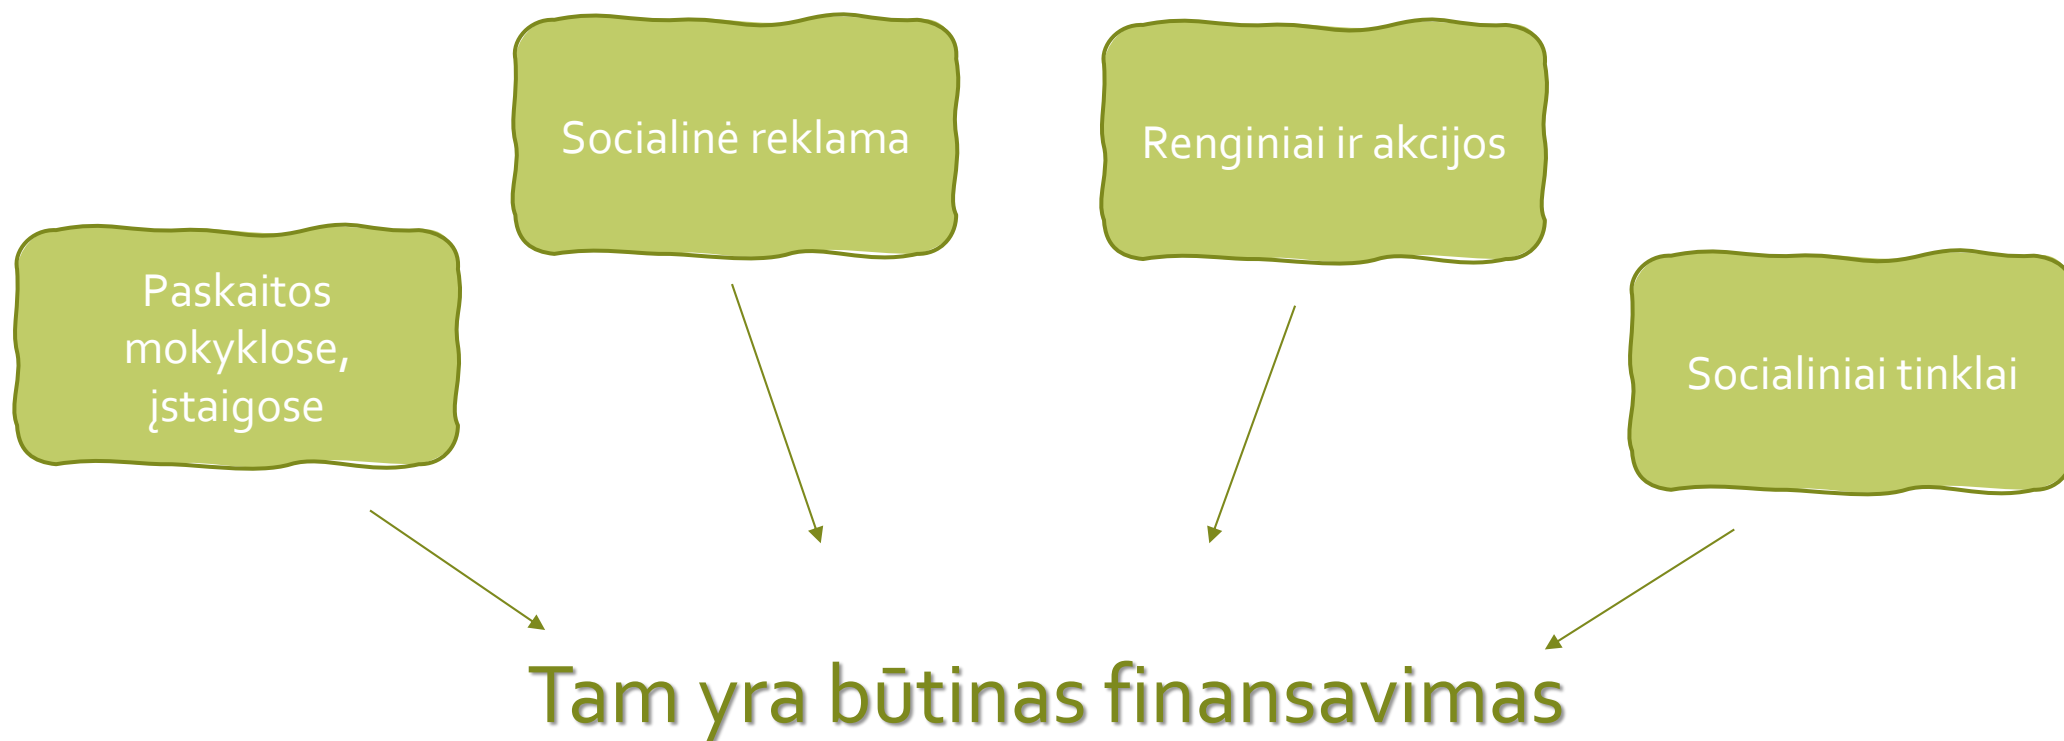 Socialinė reklama
Renginiai ir akcijos
Paskaitos
mokyklose,
įstaigose
Socialiniai tinklai
Tam yra būtinas finansavimas